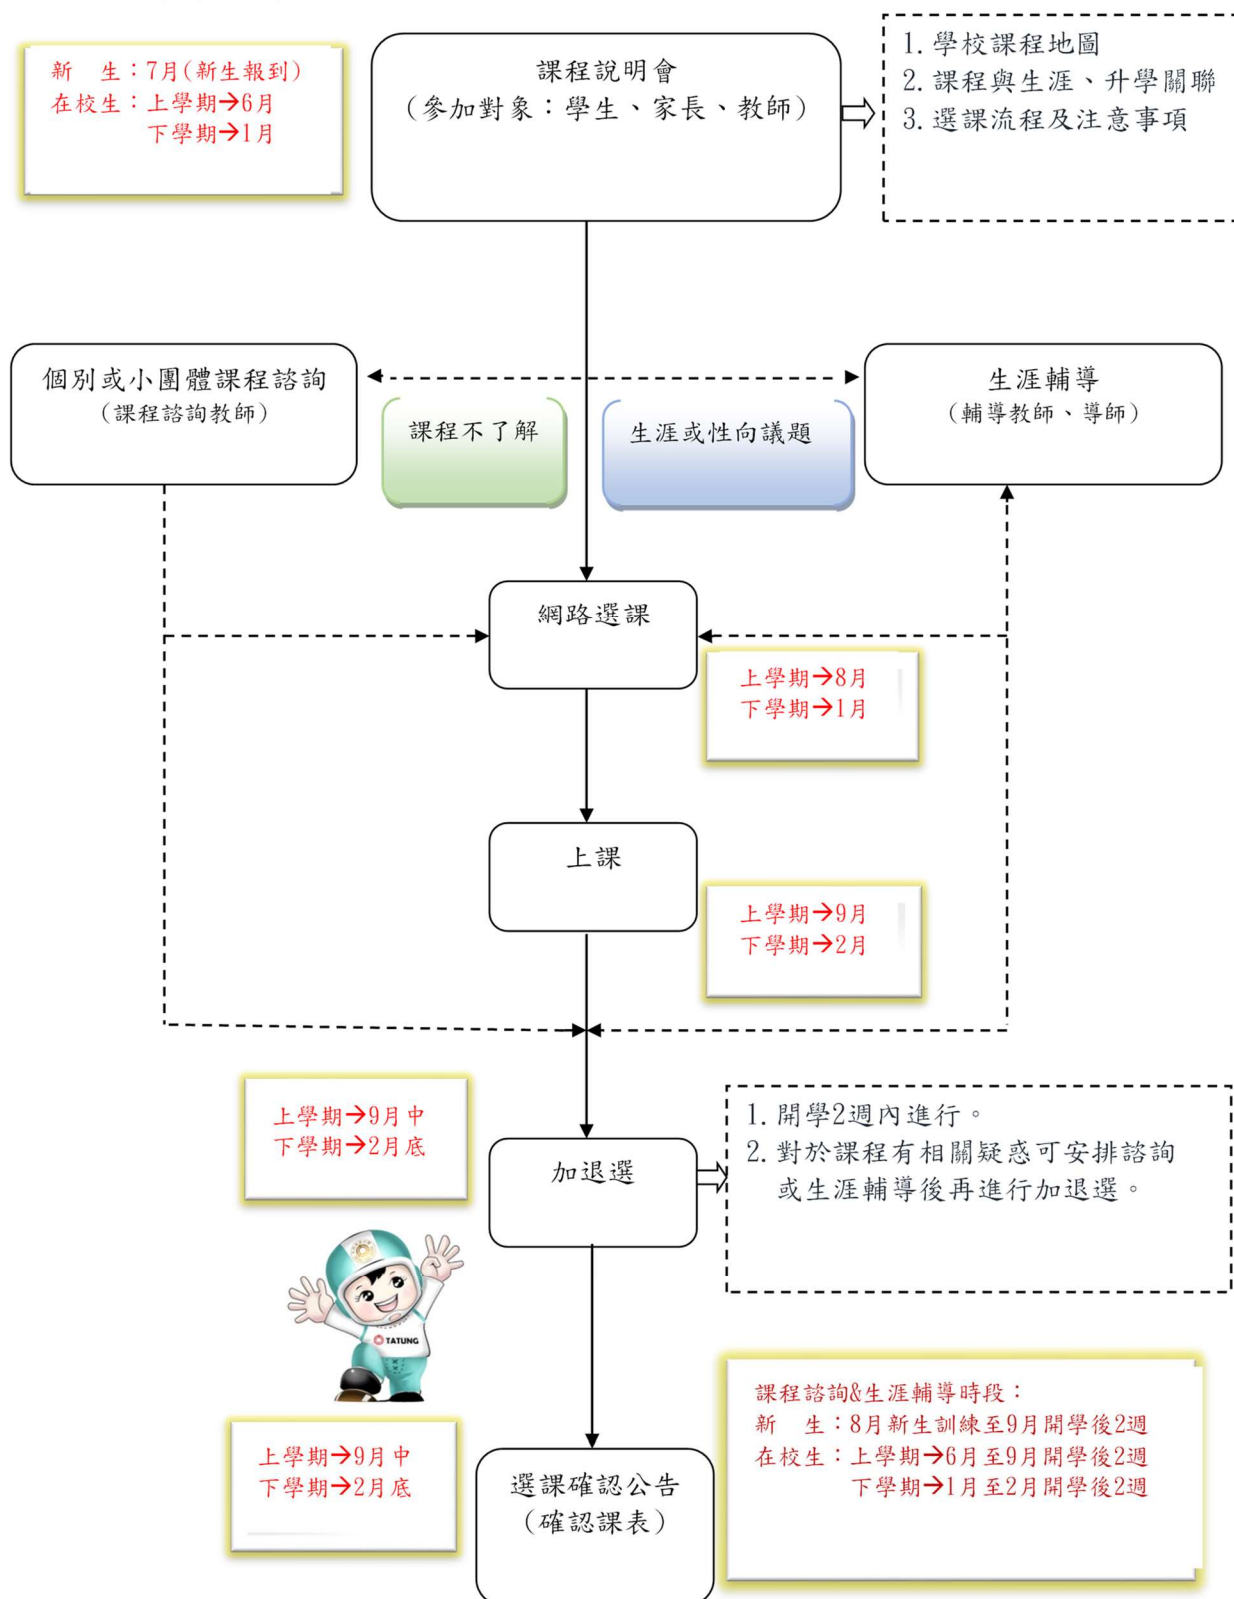 新　生：7月(新生報到)
在校生：上學期→6月
下學期→1月
課程說明會
（參加對象：學生、家長、教師）
1. 學校課程地圖
2. 課程與生涯、升學關聯
3. 選課流程及注意事項
個別或小團體課程諮詢
（課程諮詢教師）
課程不了解
生涯或性向議題
生涯輔導
（輔導教師、導師）
網路選課
上學期→8月
下學期→1月
上課
上學期→9月
下學期→2月
上學期→9月中
下學期→2月底
加退選
1. 開學2週內進行。
2. 對於課程有相關疑惑可安排諮詢
或生涯輔導後再進行加退選。
TATUNG
上學期→9月中
下學期→2月底
選課確認公告
（確認課表）
課程諮詢&生涯輔導時段：
新　生：8月新生訓練至9月開學後2週
在校生：上學期→6月至9月開學後2週
下學期→1月至2月開學後2週